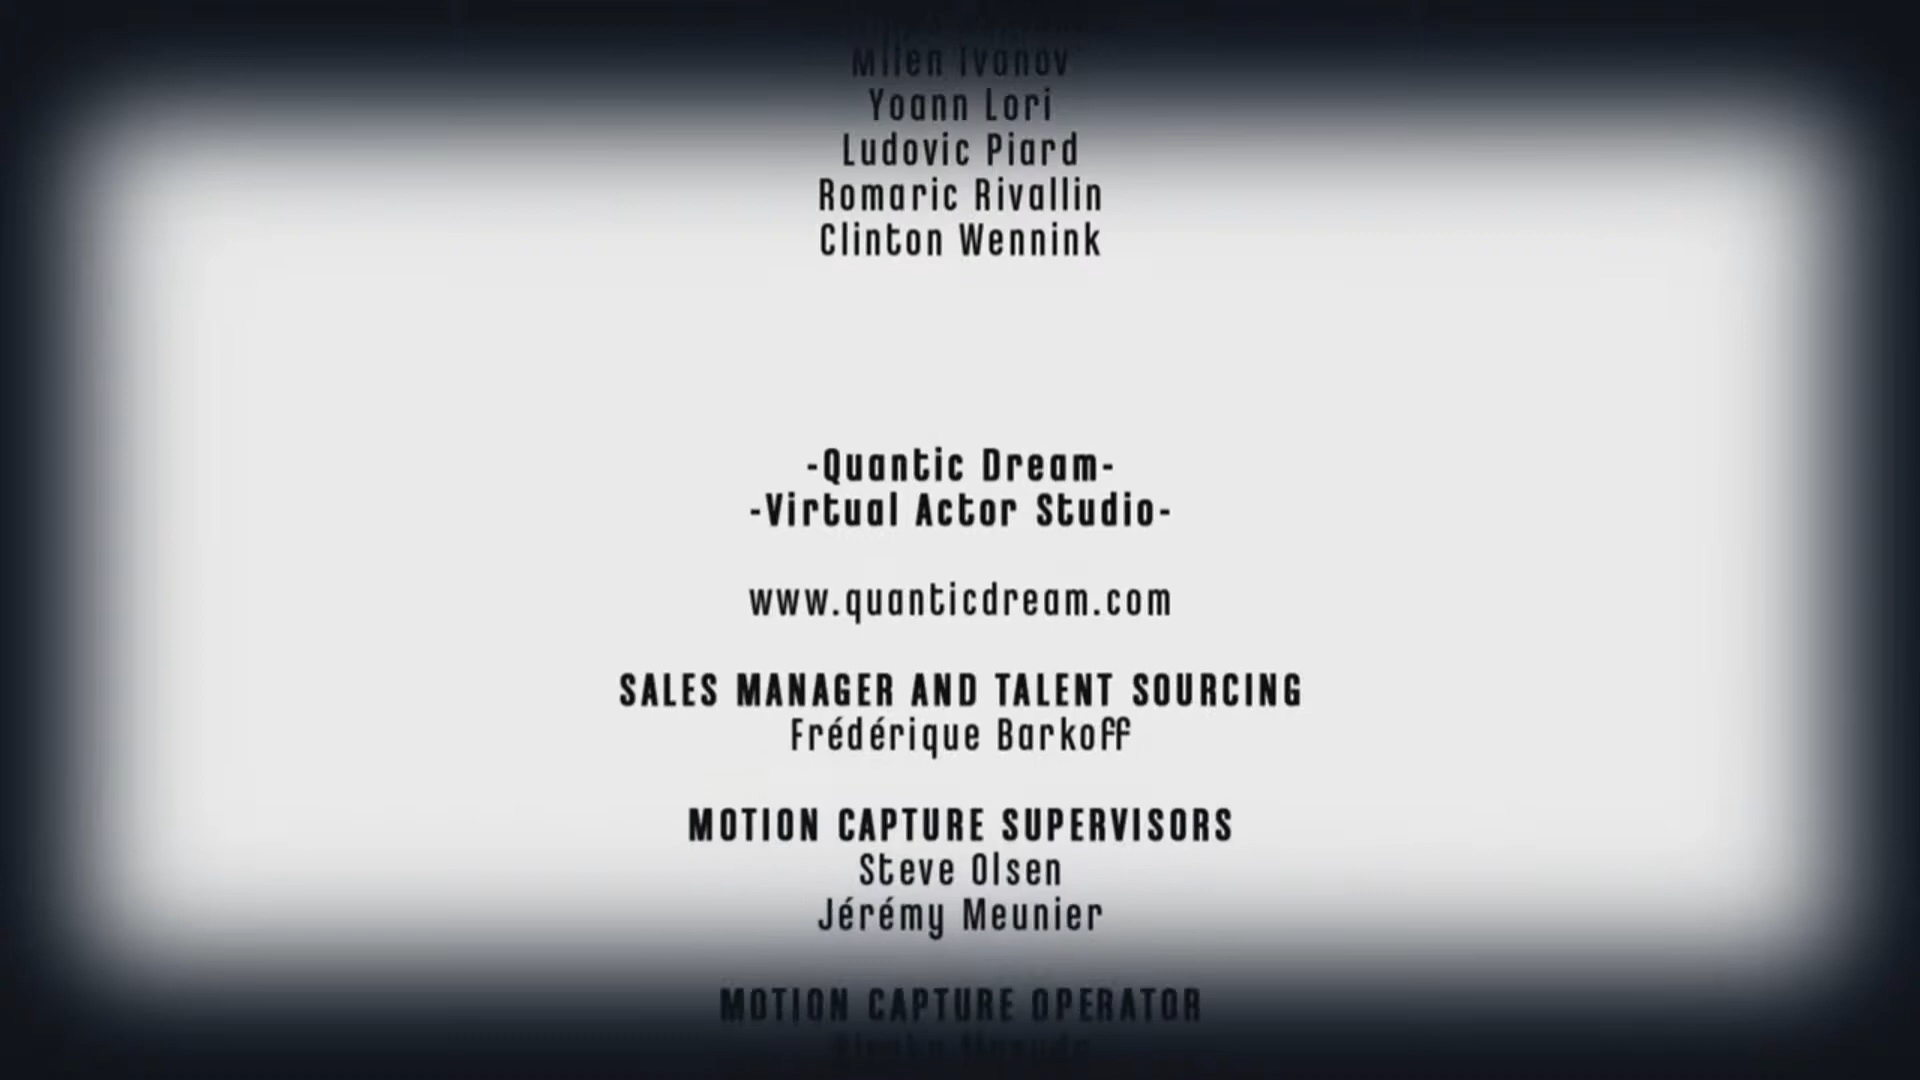 Milen Ivanov
Yoann Lori
Ludovic Piard
Romaric Rivallin
Clinton Wennink
-Quantic Dream-
-Virtual Actor Studio-
www.quanticdream.com
SALES MANAGER AND TALENT SOURCING
Frédérique Barkoff
MOTION CAPTURE SUPERVISORS
Steve Olsen
Jérémy Meunier
MOTION CAPTURE OPERATOR